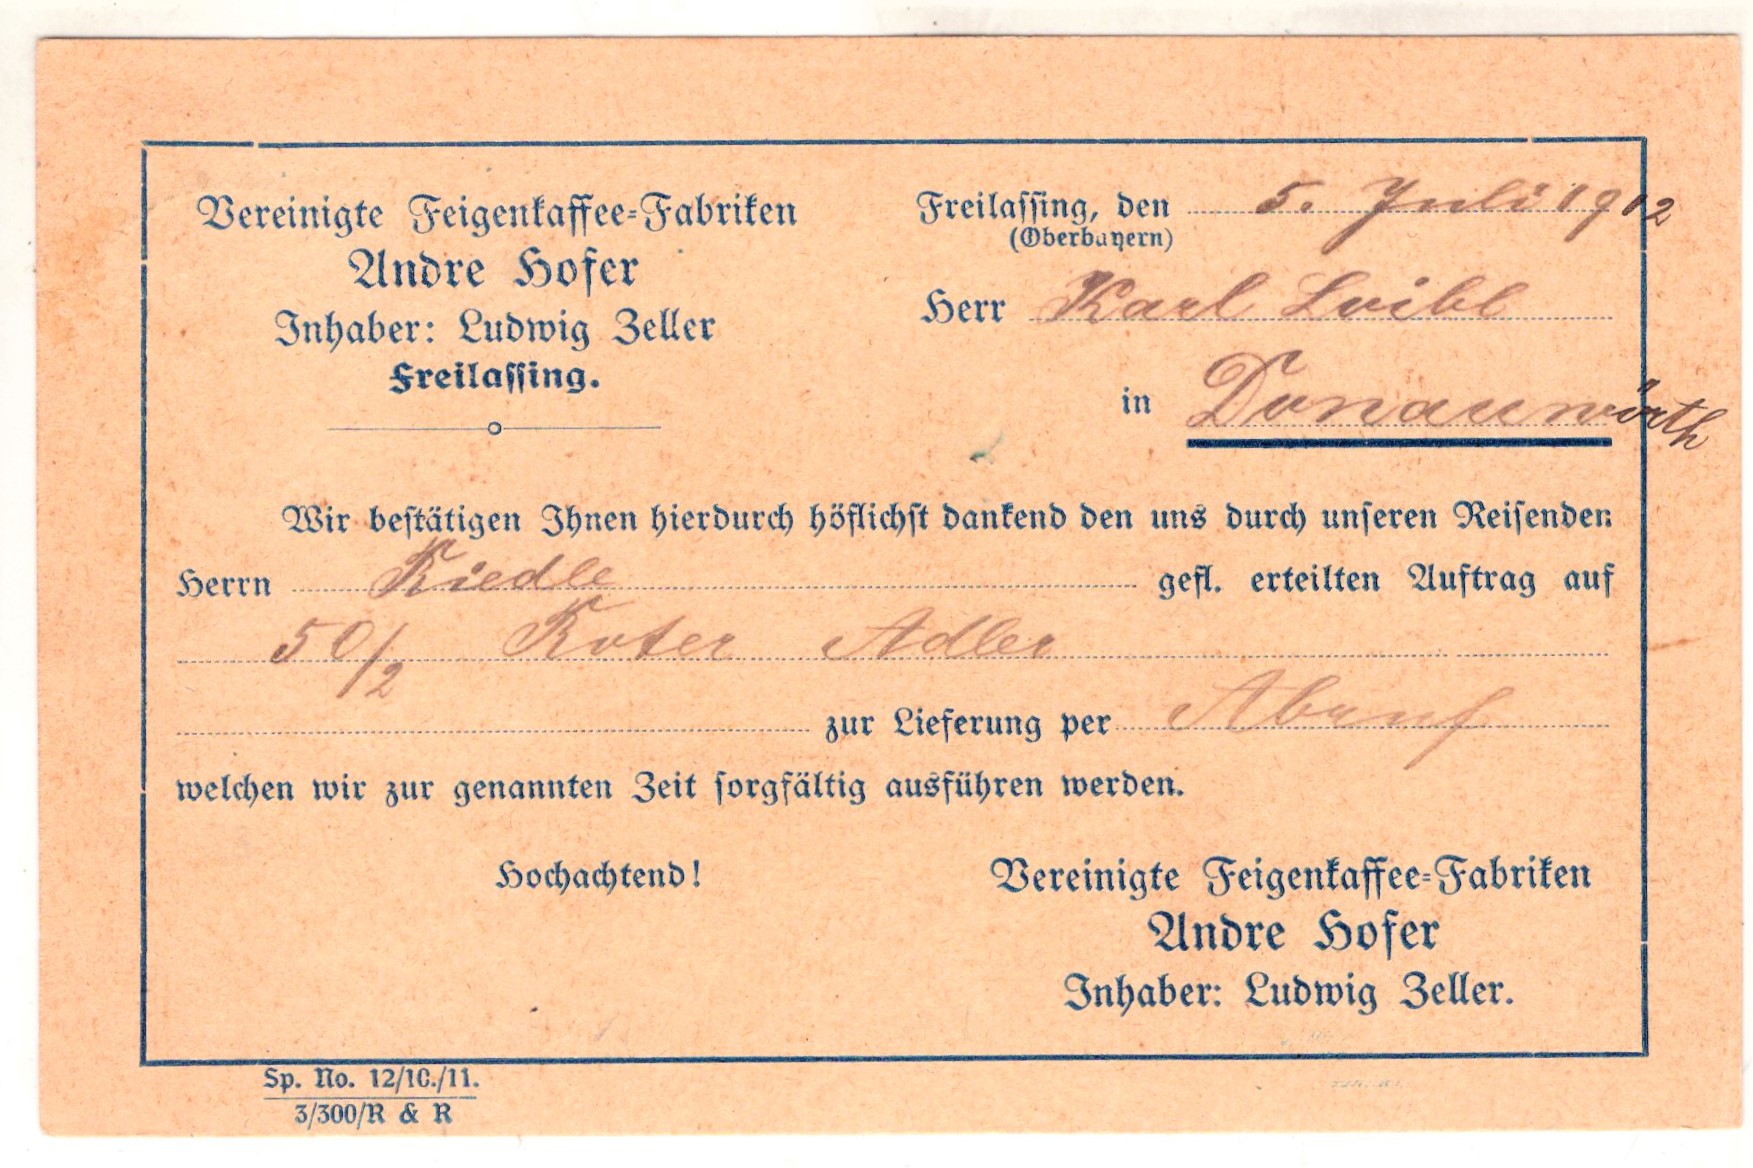 Vereinigte Feigenkaffee-Fabriken
Andre Hofer
Inhaber: Ludwig Zeller
Freilassing.
Freilassing, den 5. Juli 1912
(Oberbayern)
Herr Karl Loibl
in Donauwörth
Wir bestätigen Ihnen hierdurch höflichst dankend den uns durch unseren Reisenden
Herrn Riedle gefl. erteilten Auftrag auf
50/2 Roter Adler
zur Lieferung per Abruf
welchen wir zur genannten Zeit sorgfältig ausführen werden.
Hochachtend!
Vereinigte Feigenkaffee-Fabriken
Andre Hofer
Inhaber: Ludwig Zeller.
Sp. No. 12/10./11.
3/300/R & R